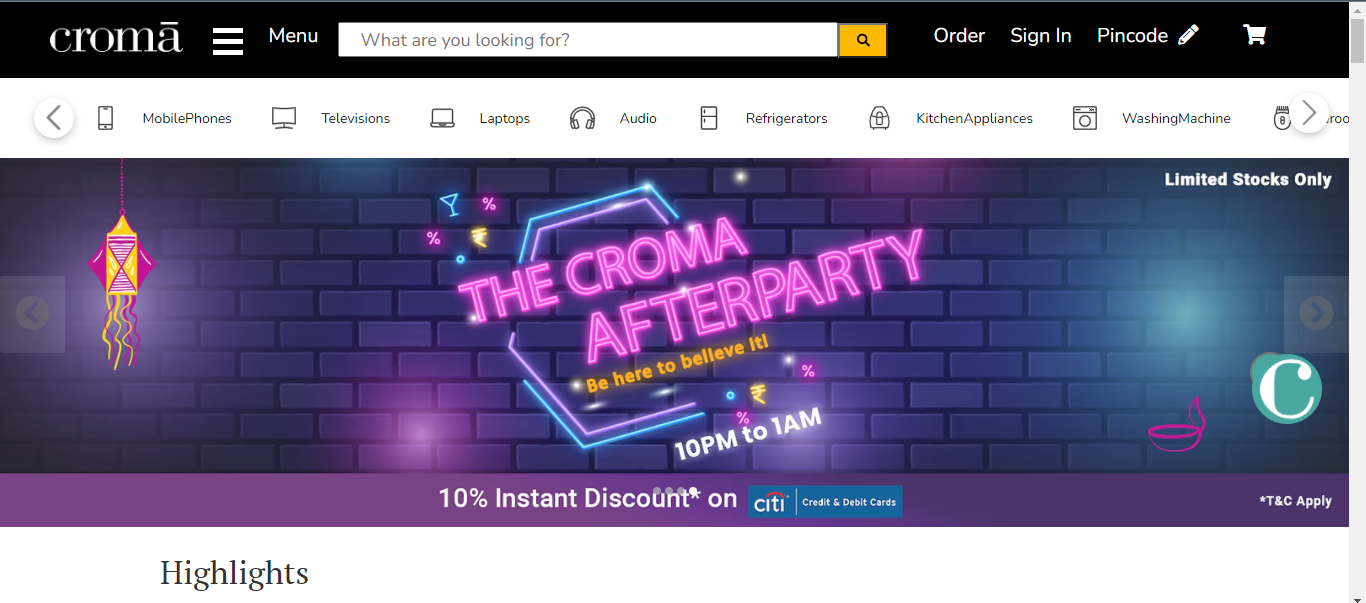 cromā
Menu
What are you looking for?
Order
Sign In
Pincode
MobilePhones
Televisions
Laptops
Audio
Refrigerators
KitchenAppliances
WashingMachine
Limited Stocks Only
THE CROMA
AFTERPARTY
Be here to believe it!
10PM to 1AM
10% Instant Discount* on
citi
Credit & Debit Cards
*T&C Apply
C
Highlights